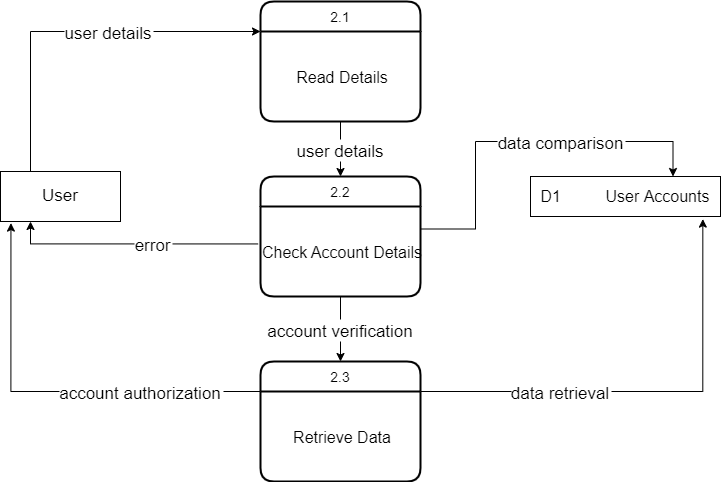 2.1
user details
Read Details
user details
data comparison
User
2.2
D1 User Accounts
error
Check Account Details
account verification
2.3
account authorization
data retrieval
Retrieve Data